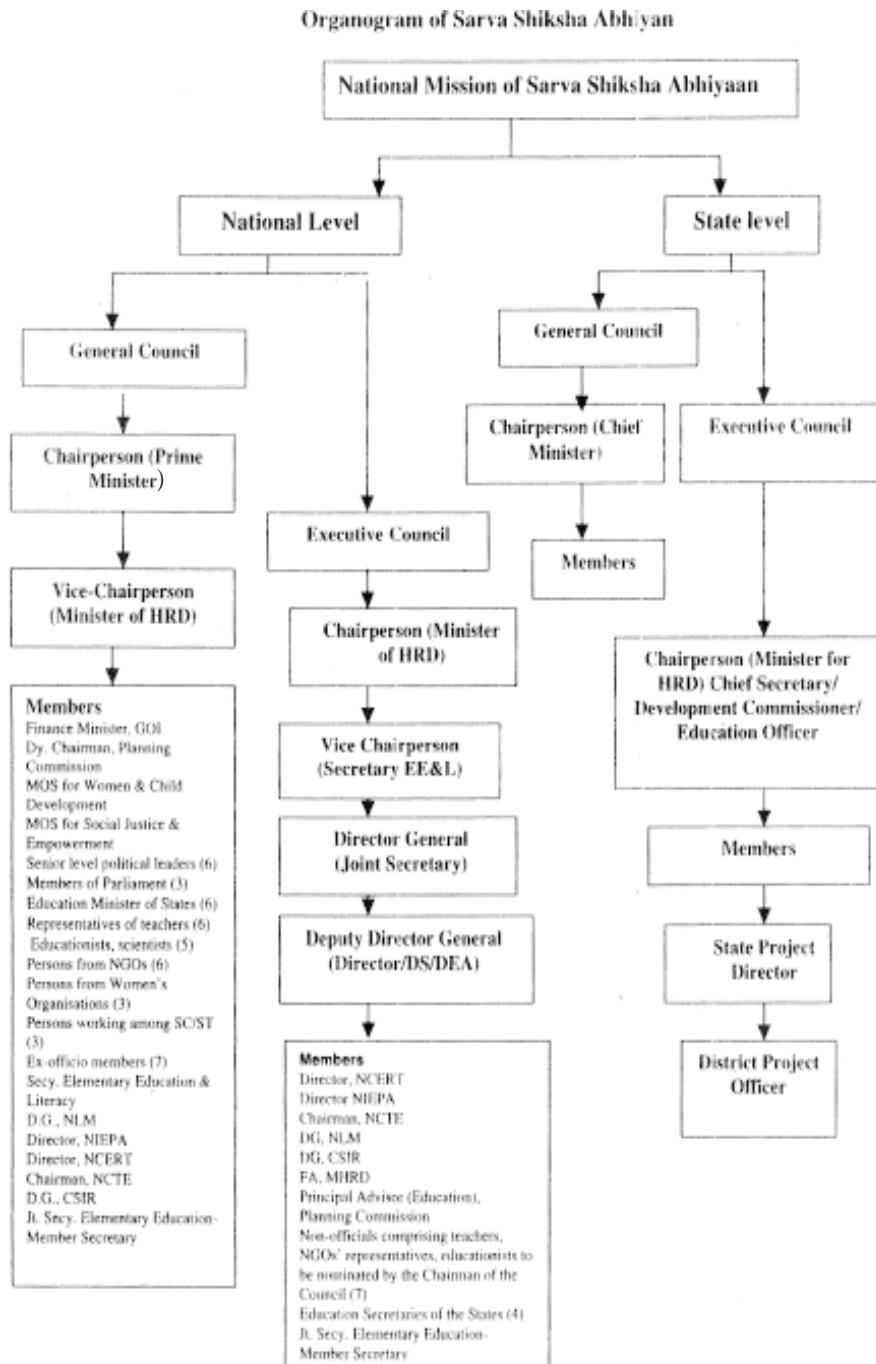 Organogram of Sarva Shiksha Abhiyan
National Mission of Sarva Shiksha Abhiyaan
National Level
State level
General Council
Chairperson (Prime
Minister)
Vice-Chairperson
(Minister of HRD)
Members
Finance Minister, GOI
Dy. Chairman, Planning
Commission
MOS for Women & Child
Development
MOS for Social Justice &
Empowerment
Senior level political leaders (6)
Members of Parliament (3)
Education Minister of States (6)
Representatives of teachers (6)
Educationists, scientists (5)
Persons from NGOs (6)
Persons from Women's
Organisations (3)
Persons working among SC/ST
(3)
Ex-officio members (7)
Secy. Elementary Education &
Literacy
D.G., NLM
Director, NIEPA
Director, NCERT
Chairman, NCTE
D.G., CSIR
Jt. Secy. Elementary Education-
Member Secretary
Executive Council
Chairperson (Minister
of HRD)
Vice Chairperson
(Secretary EE&L)
Director General
(Joint Secretary)
Deputy Director General
(Director/DS/DEA)
Members
Director, NCERT
Director NIEPA
Chairman, NCTE
DG, NLM
DG, CSIR
FA, MHRD
Principal Advisor (Education),
Planning Commission
Non-officials comprising teachers,
NGOs' representatives, educationists to
be nominated by the Chairman of the
Council (7)
Education Secretaries of the States (4)
Jt. Secy. Elementary Education-
Member Secretary
General Council
Chairperson (Chief
Minister)
Members
Executive Council
Chairperson (Minister for
HRD) Chief Secretary/
Development Commissioner/
Education Officer
Members
State Project
Director
District Project
Officer